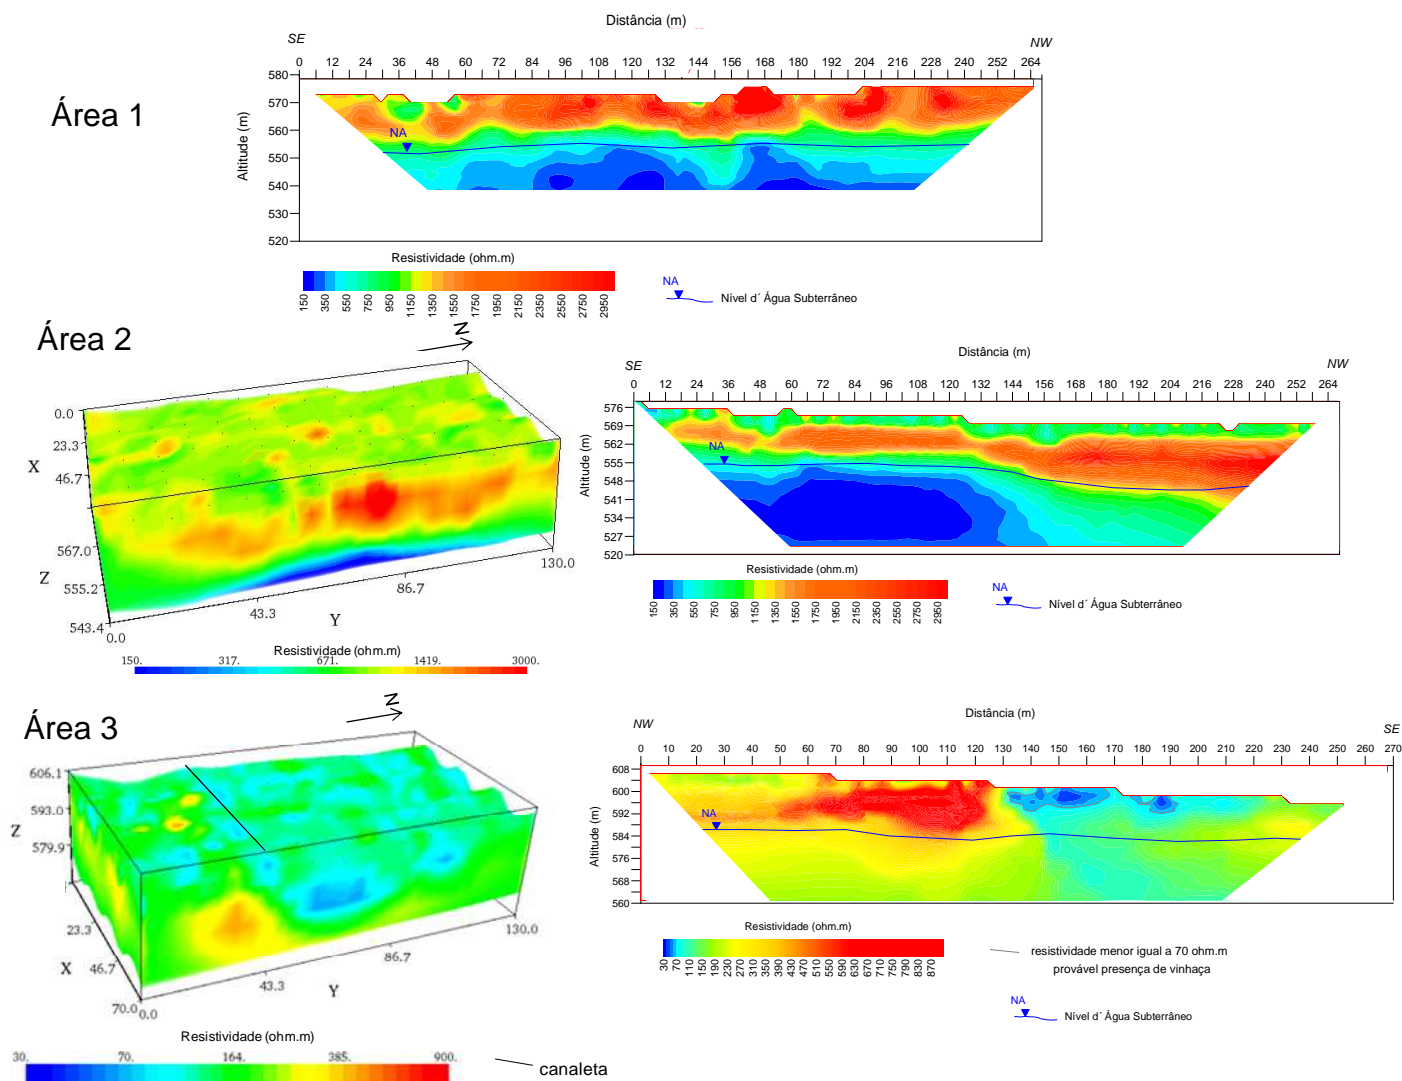 Distância (m)
SE
NW
0 12 24 36 48 60 72 84 96 108 120 132 144 156 168 180 192 204 216 228 240 252 264
Área 1
Altitude (m)
580
570
560
550
540
530
520
NA
Resistividade (ohm.m)
150 350 550 750 950 1150 1350 1550 1750 1950 2150 2350 2550 2750 2950
NA
Nível d´ Água Subterrâneo
Área 2
N
0.0
23.3
X
46.7
567.0
Z
555.2
543.4
0.0
43.3
Y
86.7
130.0
Resistividade (ohm.m)
150. 317. 671. 1419. 3000.
Distância (m)
SE
NW
0 12 24 36 48 60 72 84 96 108 120 132 144 156 168 180 192 204 216 228 240 252 264
Altitude (m)
576
569
562
555
548
541
534
527
520
NA
Resistividade (ohm.m)
150 350 550 750 950 1150 1350 1550 1750 1950 2150 2350 2550 2750 2950
NA
Nível d´ Água Subterrâneo
Área 3
N
606.1
593.0
Z
579.9
23.3
X
46.7
70.0
0.0
43.3
Y
86.7
130.0
Resistividade (ohm.m)
30. 70. 164. 385. 900.
canaleta
Distância (m)
NW
SE
0 10 20 30 40 50 60 70 80 90 100 110 120 130 140 150 160 170 180 190 200 210 220 230 240 250 260 270
Altitude (m)
608
600
592
584
576
568
560
NA
Resistividade (ohm.m)
30 70 110 150 190 230 270 310 350 390 430 470 510 550 590 630 670 710 750 790 830 870
resistividade menor igual a 70 ohm.m
provável presença de vinhaça
NA
Nível d´ Água Subterrâneo